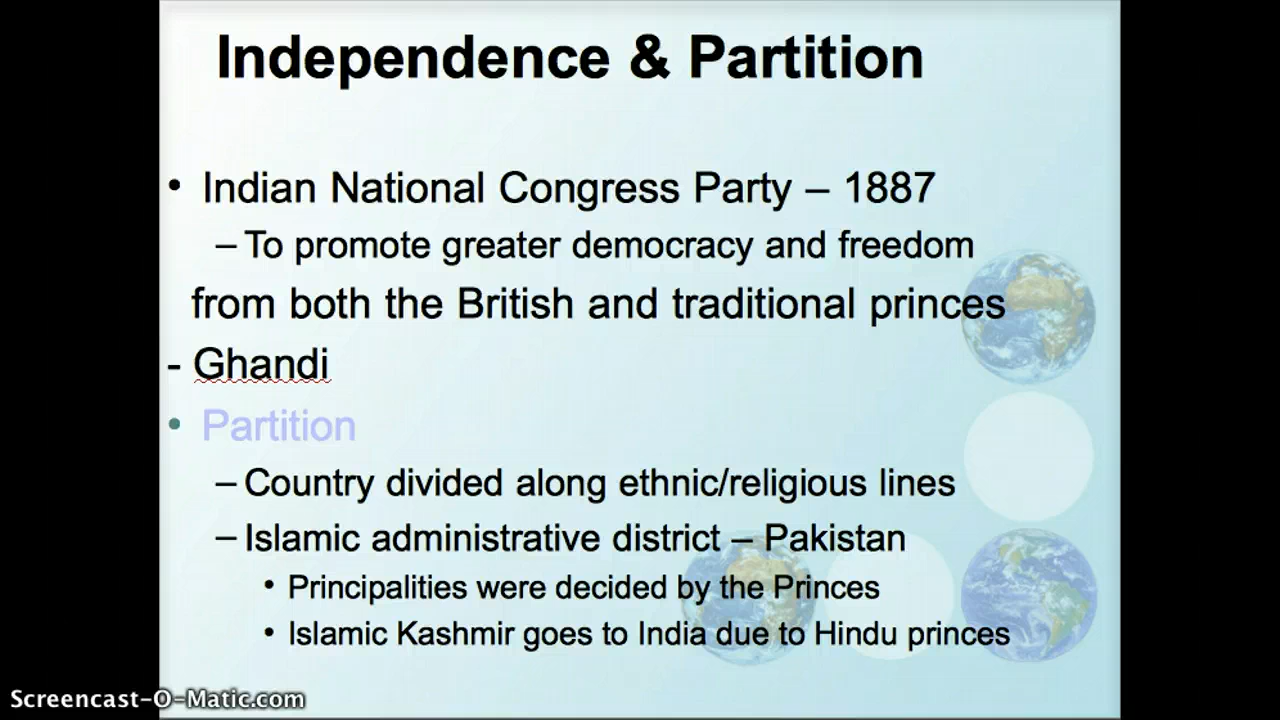 Independence & Partition
• Indian National Congress Party – 1887
– To promote greater democracy and freedom
from both the British and traditional princes
- Ghandi
• Partition
– Country divided along ethnic/religious lines
– Islamic administrative district – Pakistan
• Principalities were decided by the Princes
• Islamic Kashmir goes to India due to Hindu princes
Screencast-O-Matic.com